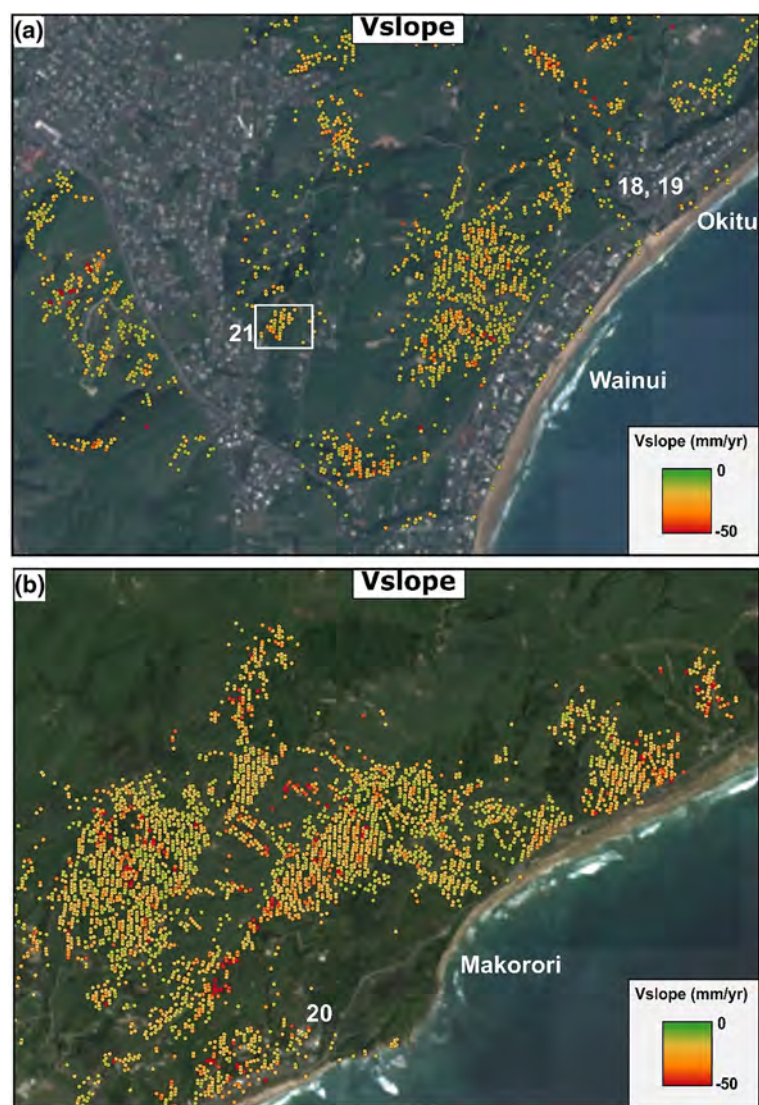 (a)
Vslope
18, 19
Okitu
21
Wainui
Vslope (mm/yr)
0
-50
(b)
Vslope
Makorori
20
Vslope (mm/yr)
0
-50